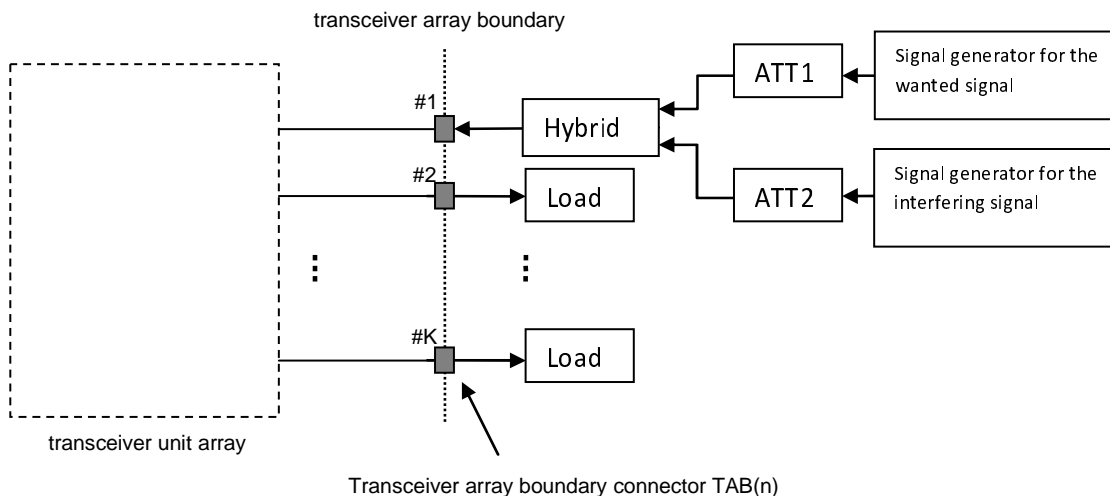 transceiver array boundary
#1
Hybrid
ATT1
Signal generator for the
wanted signal
#2
Load
ATT2
Signal generator for the
interfering signal
#K
Load
transceiver unit array
Transceiver array boundary connector TAB(n)